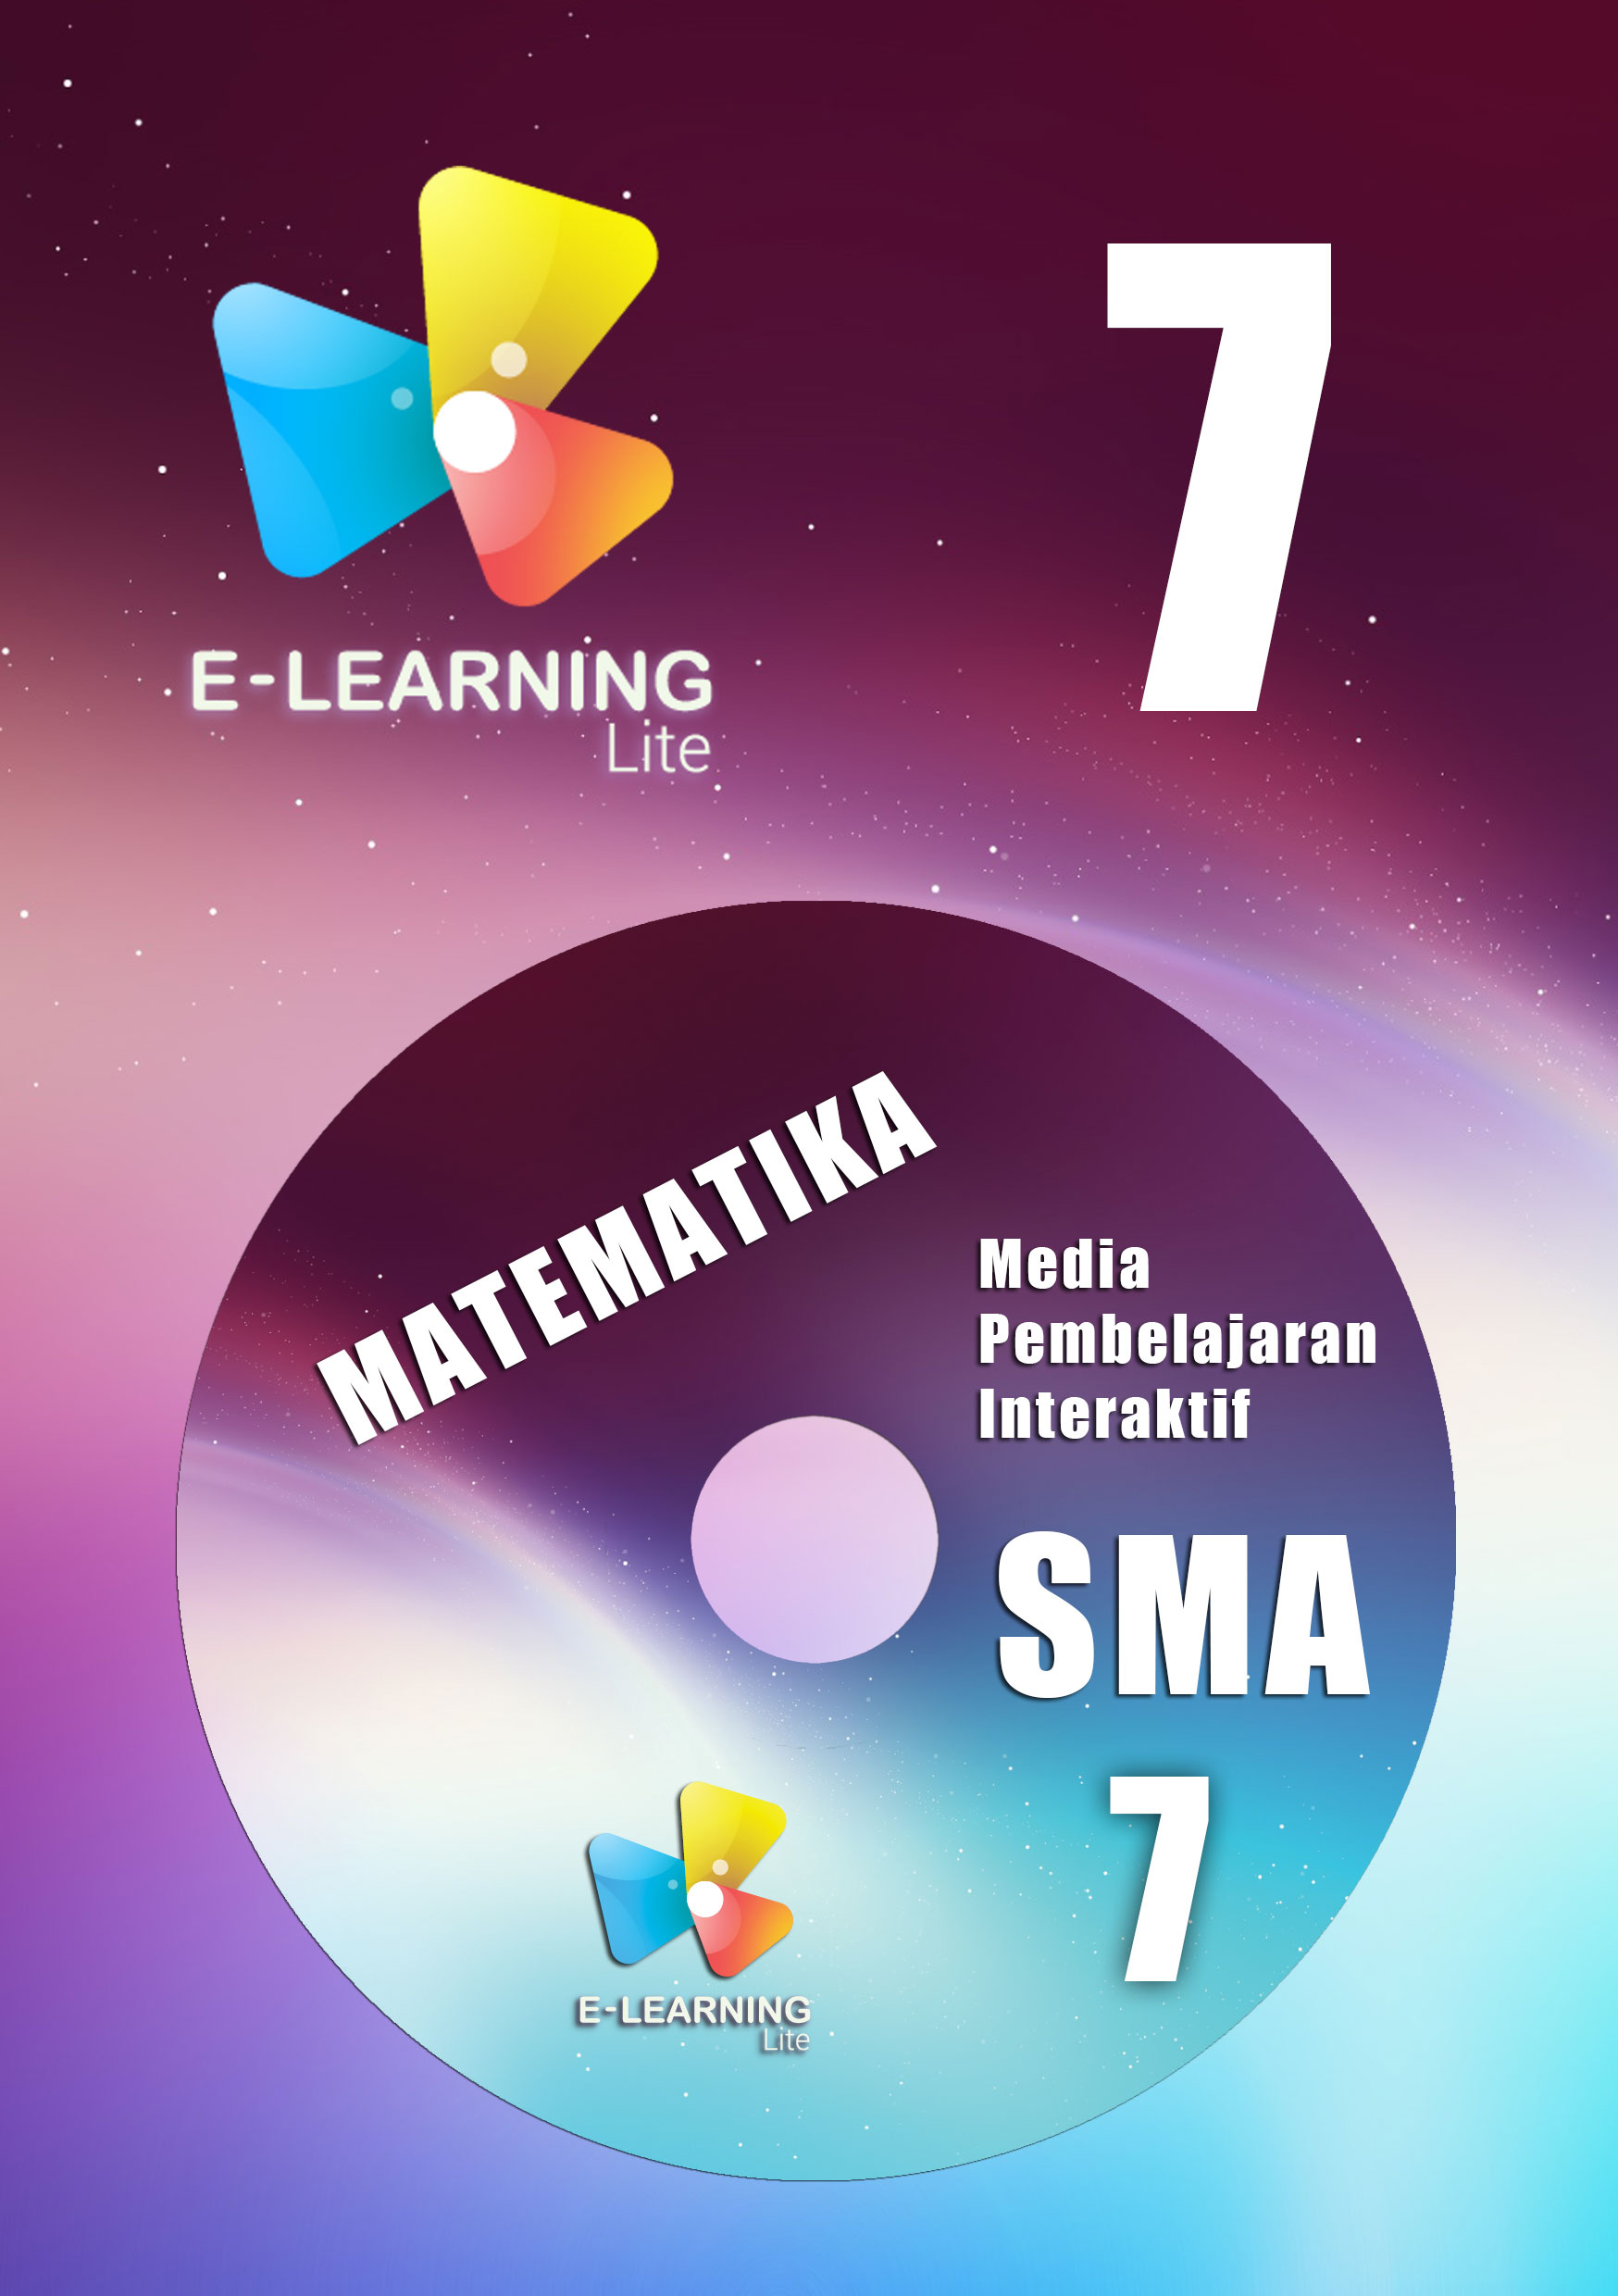 E-LEARNING
Lite
7
MATEMATIKA
Media
Pembelajaran
Interaktif
SMA
7
E-LEARNING
Lite